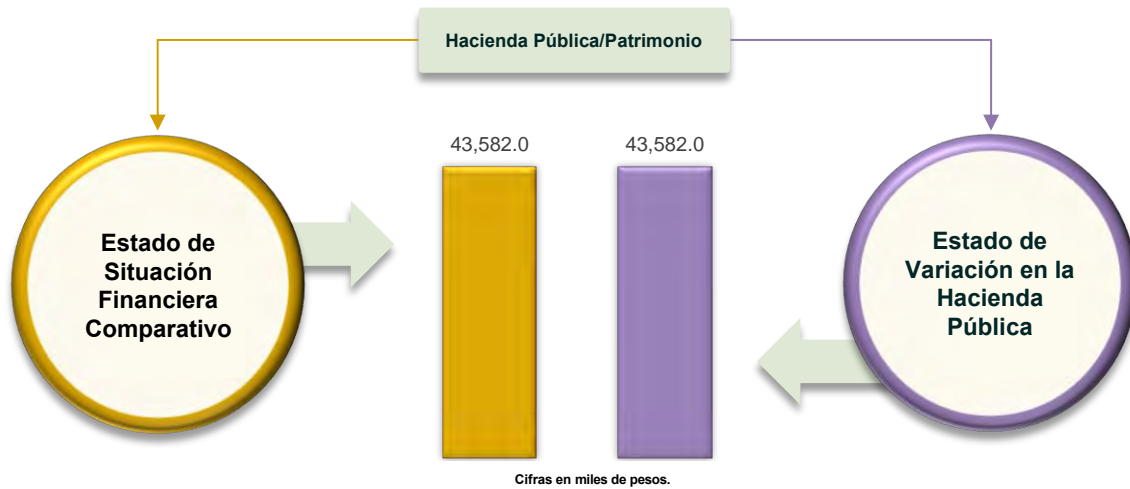 Hacienda Pública/Patrimonio
43,582.0
43,582.0
Estado de
Situación
Financiera
Comparativo
Estado de
Variación en la
Hacienda
Pública
Cifras en miles de pesos.